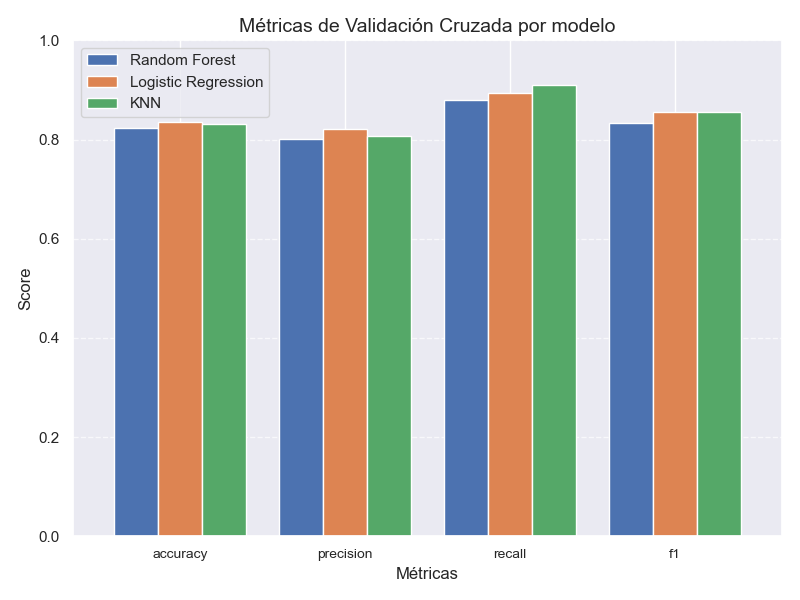 Métricas de Validación Cruzada por modelo
Random Forest
Logistic Regression
KNN
1.0
0.8
0.6
0.4
0.2
0.0
Score
accuracy precision recall f1
Métricas